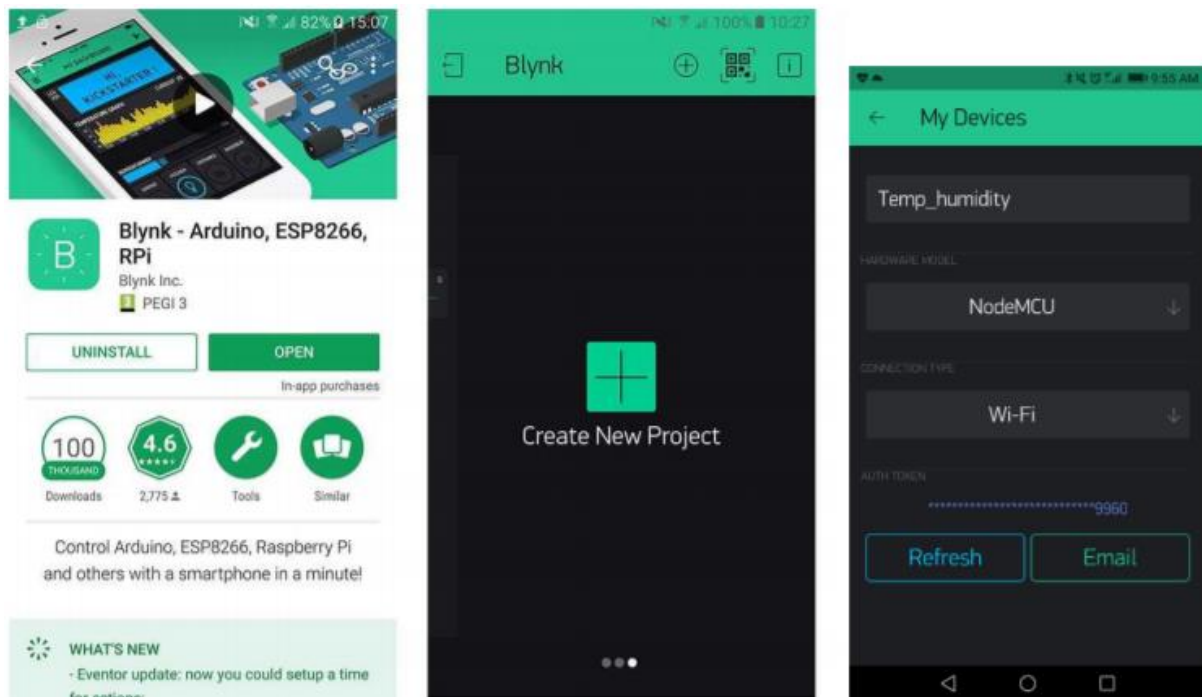 82% 15:07
HI,
KICKSTARTER!
B
Blynk - Arduino, ESP8266,
RPi
Blynk Inc.
3 PEGI 3
UNINSTALL
OPEN
In-app purchases
100
THOUSAND
4.6
Downloads
2,775
Tools
Similar
Control Arduino, ESP8266, Raspberry Pi
and others with a smartphone in a minute!
WHAT'S NEW
- Eventor update: now you could setup a time
for actions;
100% 10:27
Blynk
Create New Project
9:55 AM
My Devices
Temp_humidity
HARDWARE MODEL
NodeMCU
CONNECTION TYPE
Wi-Fi
AUTH TOKEN
****************************9960
Refresh
Email